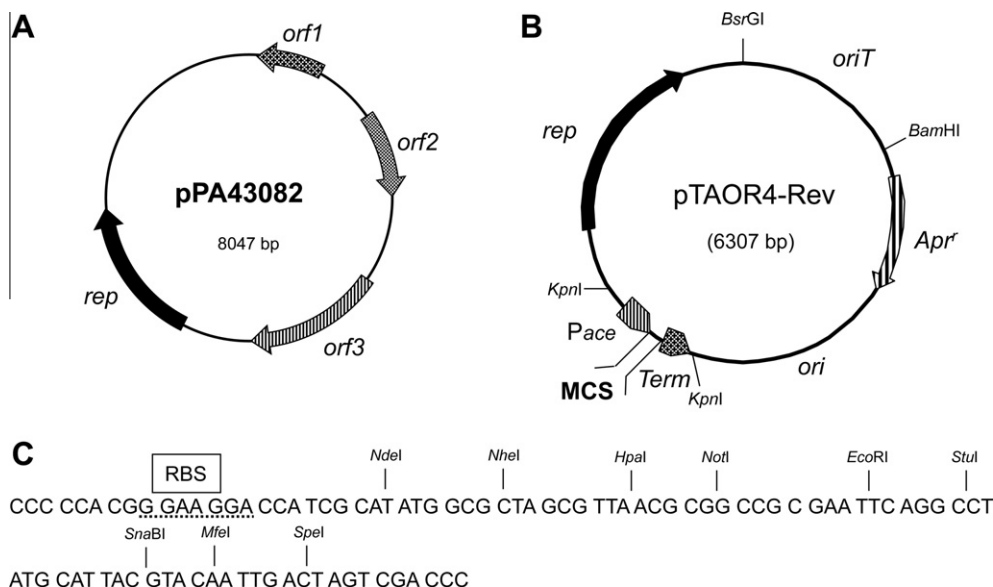 A
orf1
orf2
pPA43082
8047 bp
rep
orf3
B
BsrGI
oriT
BamHI
rep
pTAOR4-Rev
(6307 bp)
Aprʳ
KpnI
Pace
MCS
Term
KpnI
ori
C
RBS
NdeI NheI HpaI NotI EcoRI StuI
CCC CCA CGG GAA GGA CCA TCG CAT ATG GCG CTA GCG TTA ACG CGG CCG C GAA TTC AGG CCT
SnaBI MfeI SpeI
ATG CAT TAC GTA CAA TTG ACT AGT CGA CCC